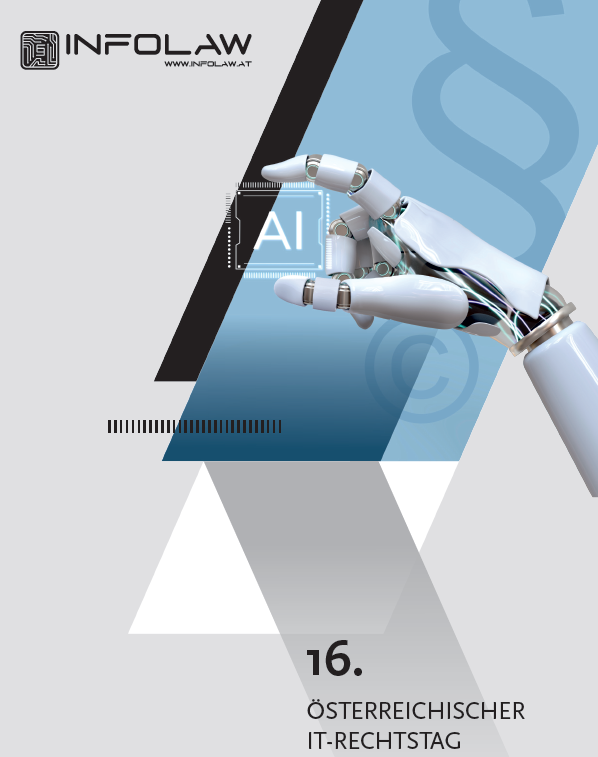 INFOLAW
WWW.INFOLAW.AT
§
AI
©
16.
ÖSTERREICHISCHER
IT-RECHTSTAG